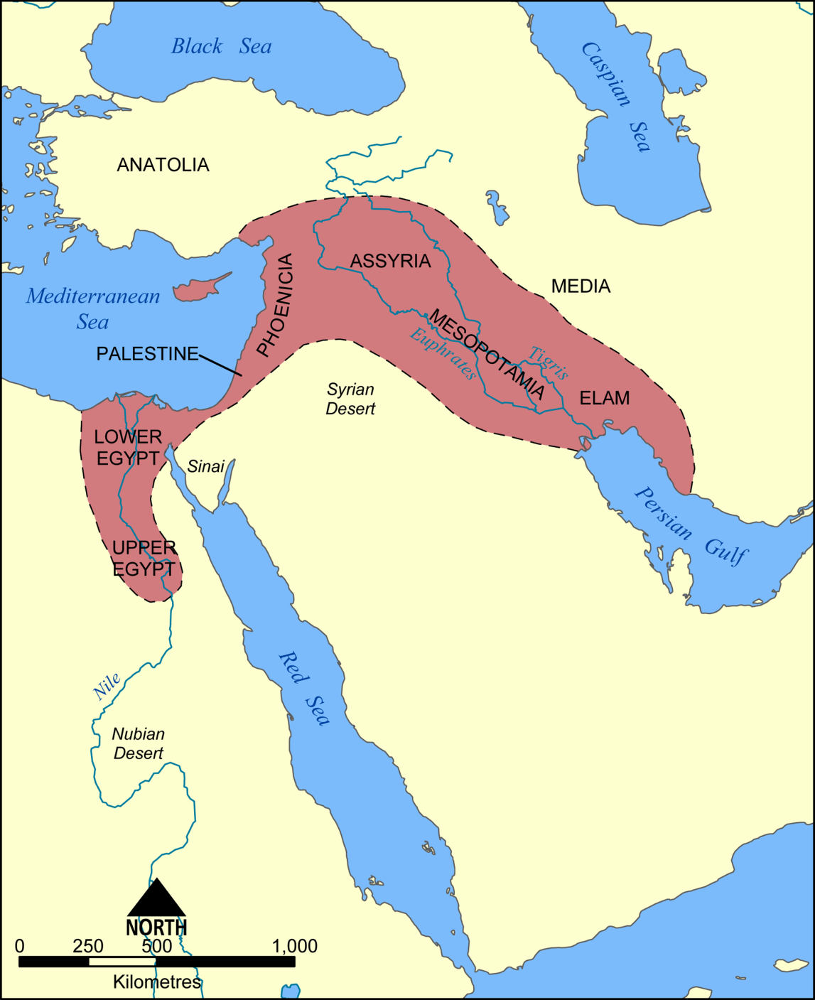 Black Sea
Caspian Sea
ANATOLIA
ASSYRIA
MEDIA
Mediterranean
Sea
PHOENICIA
MESOPOTAMIA
Euphrates
Tigris
PALESTINE
Syrian
Desert
ELAM
LOWER
EGYPT
Sinai
Persian Gulf
UPPER
EGYPT
Red Sea
Nile
Nubian
Desert
NORTH
0 250 500 1,000
Kilometres